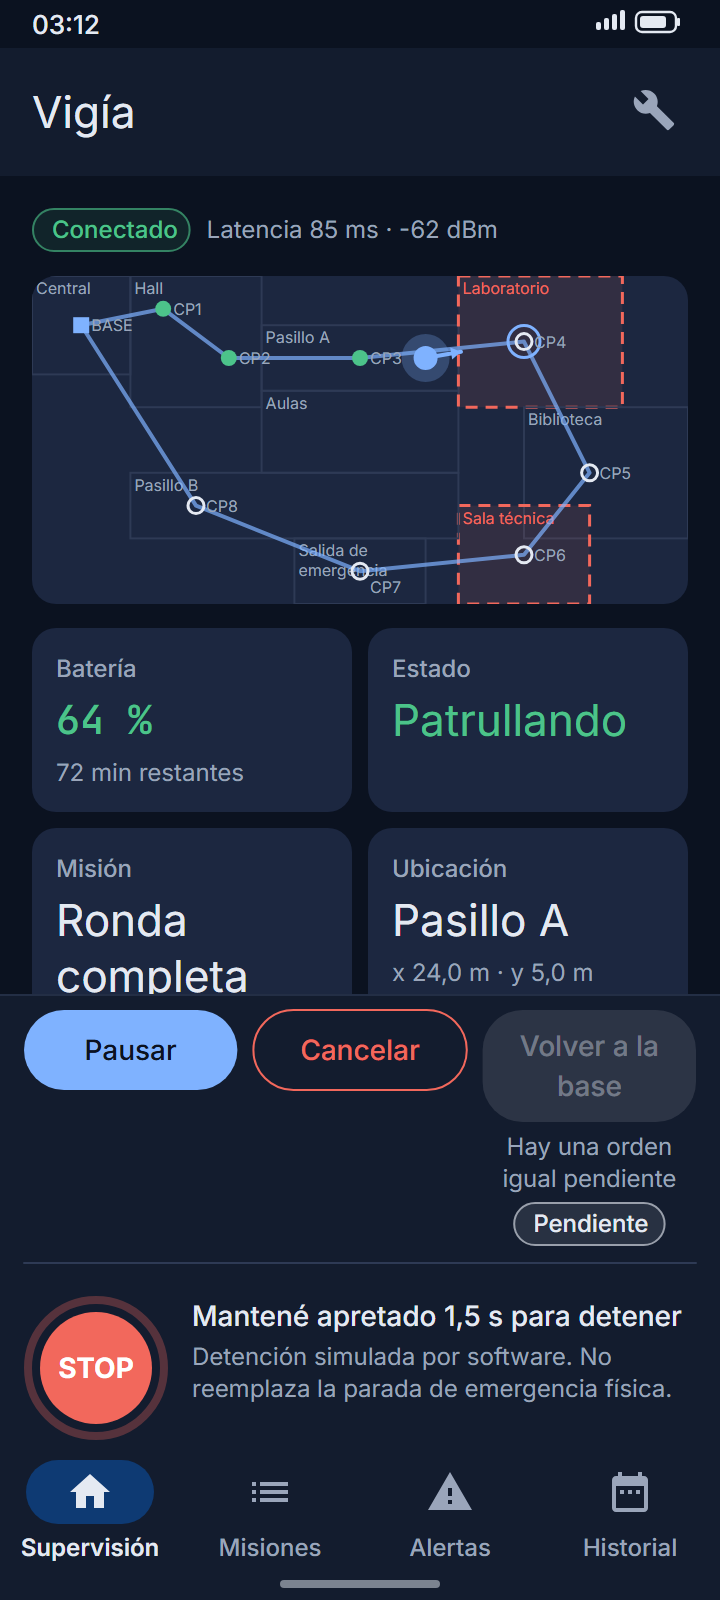 03:12
Vigía
Conectado Latencia 85 ms · -62 dBm
Central
Hall
Laboratorio
CP1
BASE
Pasillo A
CP4
CP2
CP3
Aulas
Biblioteca
CP5
Pasillo B
CP8
Sala técnica
Salida de
emergencia
CP6
CP7
Batería
64 %
72 min restantes
Estado
Patrullando
Misión
Ronda
completa
Ubicación
Pasillo A
x 24,0 m · y 5,0 m
Pausar
Cancelar
Volver a la
base
Hay una orden
igual pendiente
Pendiente
STOP
Mantené apretado 1,5 s para detener
Detención simulada por software. No
reemplaza la parada de emergencia física.
Supervisión
Misiones
Alertas
Historial